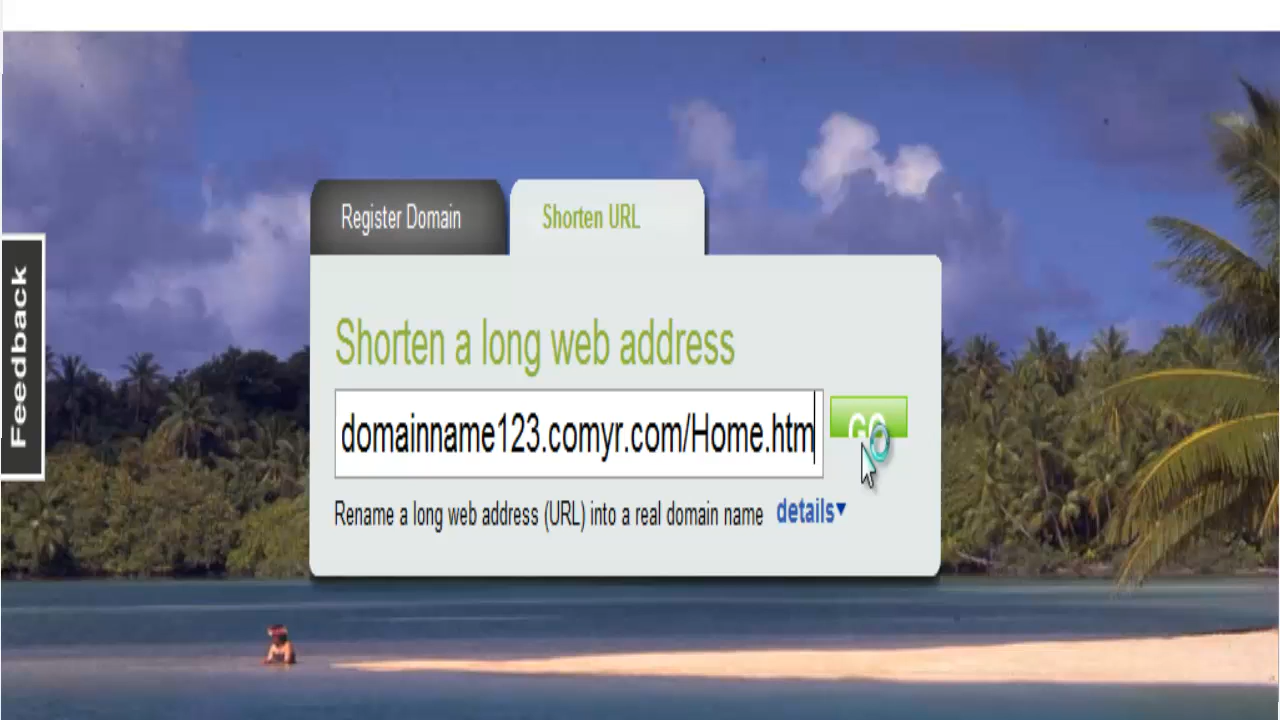 Register Domain
Shorten URL
Feedback
Shorten a long web address
domainname123.comyr.com/Home.htm
GO
Rename a long web address (URL) into a real domain name details